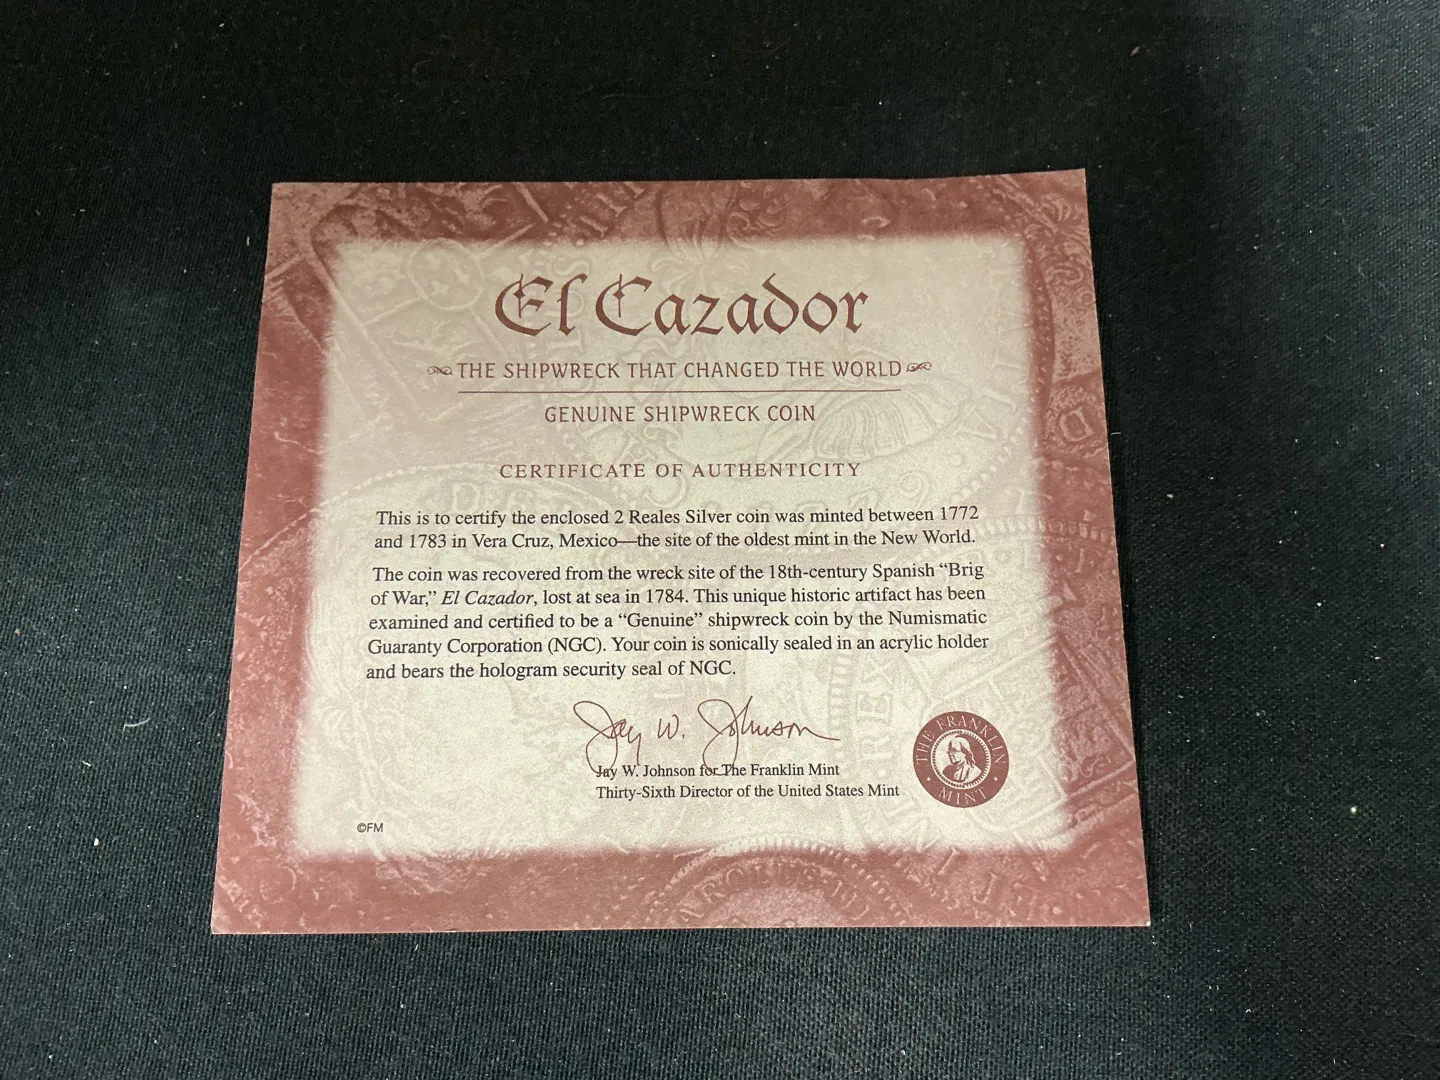 El Cazador
THE SHIPWRECK THAT CHANGED THE WORLD
GENUINE SHIPWRECK COIN
CERTIFICATE OF AUTHENTICITY
This is to certify the enclosed 2 Reales Silver coin was minted between 1772
and 1783 in Vera Cruz, Mexico—the site of the oldest mint in the New World.
The coin was recovered from the wreck site of the 18th-century Spanish “Brig
of War,” El Cazador, lost at sea in 1784. This unique historic artifact has been
examined and certified to be a “Genuine” shipwreck coin by the Numismatic
Guaranty Corporation (NGC). Your coin is sonically sealed in an acrylic holder
and bears the hologram security seal of NGC.
Jay W. Johnson
Jay W. Johnson for The Franklin Mint
Thirty-Sixth Director of the United States Mint
THE FRANKLIN MINT
©FM